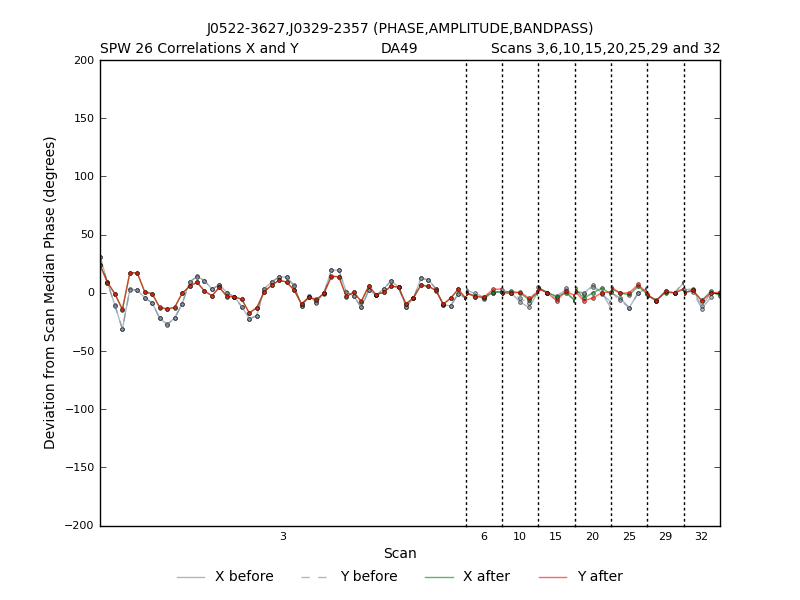 J0522-3627,J0329-2357 (PHASE,AMPLITUDE,BANDPASS)
SPW 26 Correlations X and Y DA49 Scans 3,6,10,15,20,25,29 and 32
200
150
100
50
0
−50
−100
−150
−200
Deviation from Scan Median Phase (degrees)
3 6 10 15 20 25 29 32
Scan
X before Y before X after Y after